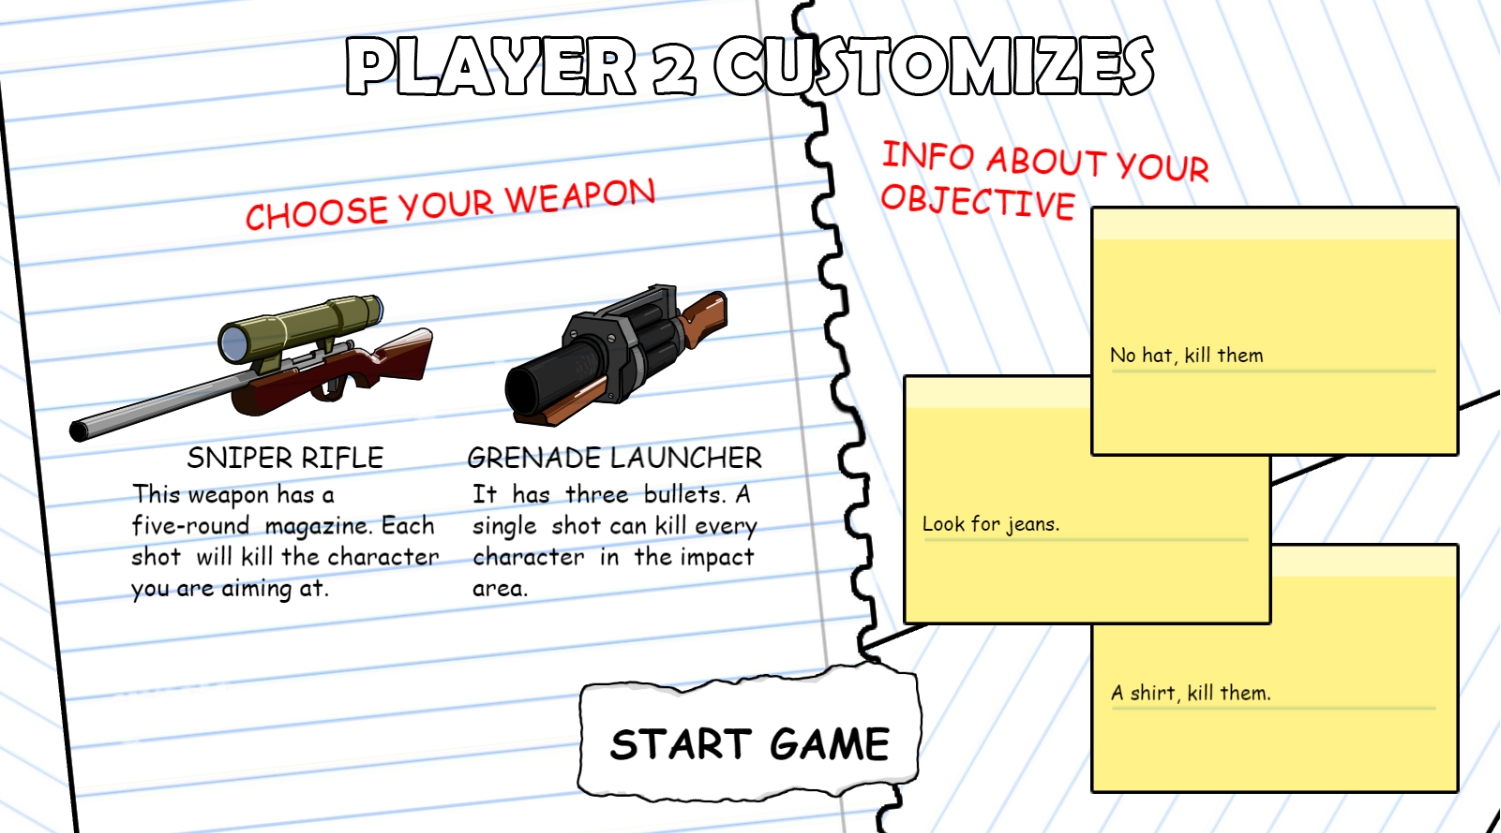 PLAYER 2 CUSTOMIZES
CHOOSE YOUR WEAPON
SNIPER RIFLE
This weapon has a
five-round magazine. Each
shot will kill the character
you are aiming at.
GRENADE LAUNCHER
It has three bullets. A
single shot can kill every
character in the impact
area.
INFO ABOUT YOUR
OBJECTIVE
No hat, kill them
Look for jeans.
A shirt, kill them.
START GAME